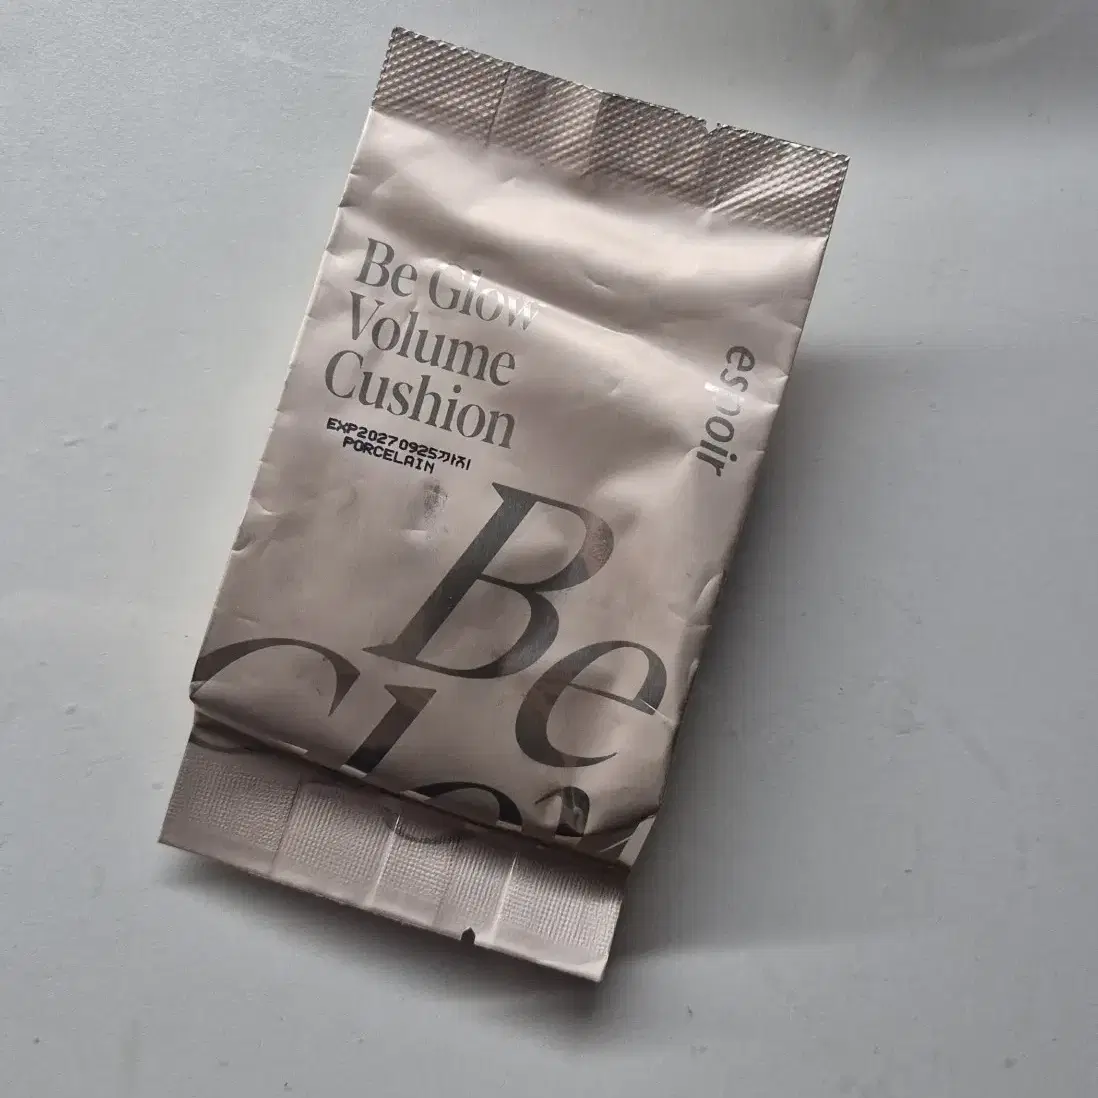 Be Glow
Volume
Cushion
EXP20270925까지
PORCELAIN
espoir
Be
Glow